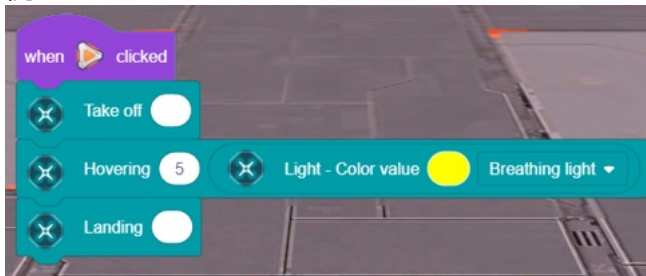 when clicked
Take off
Hovering 5 Light - Color value Breathing light
Landing